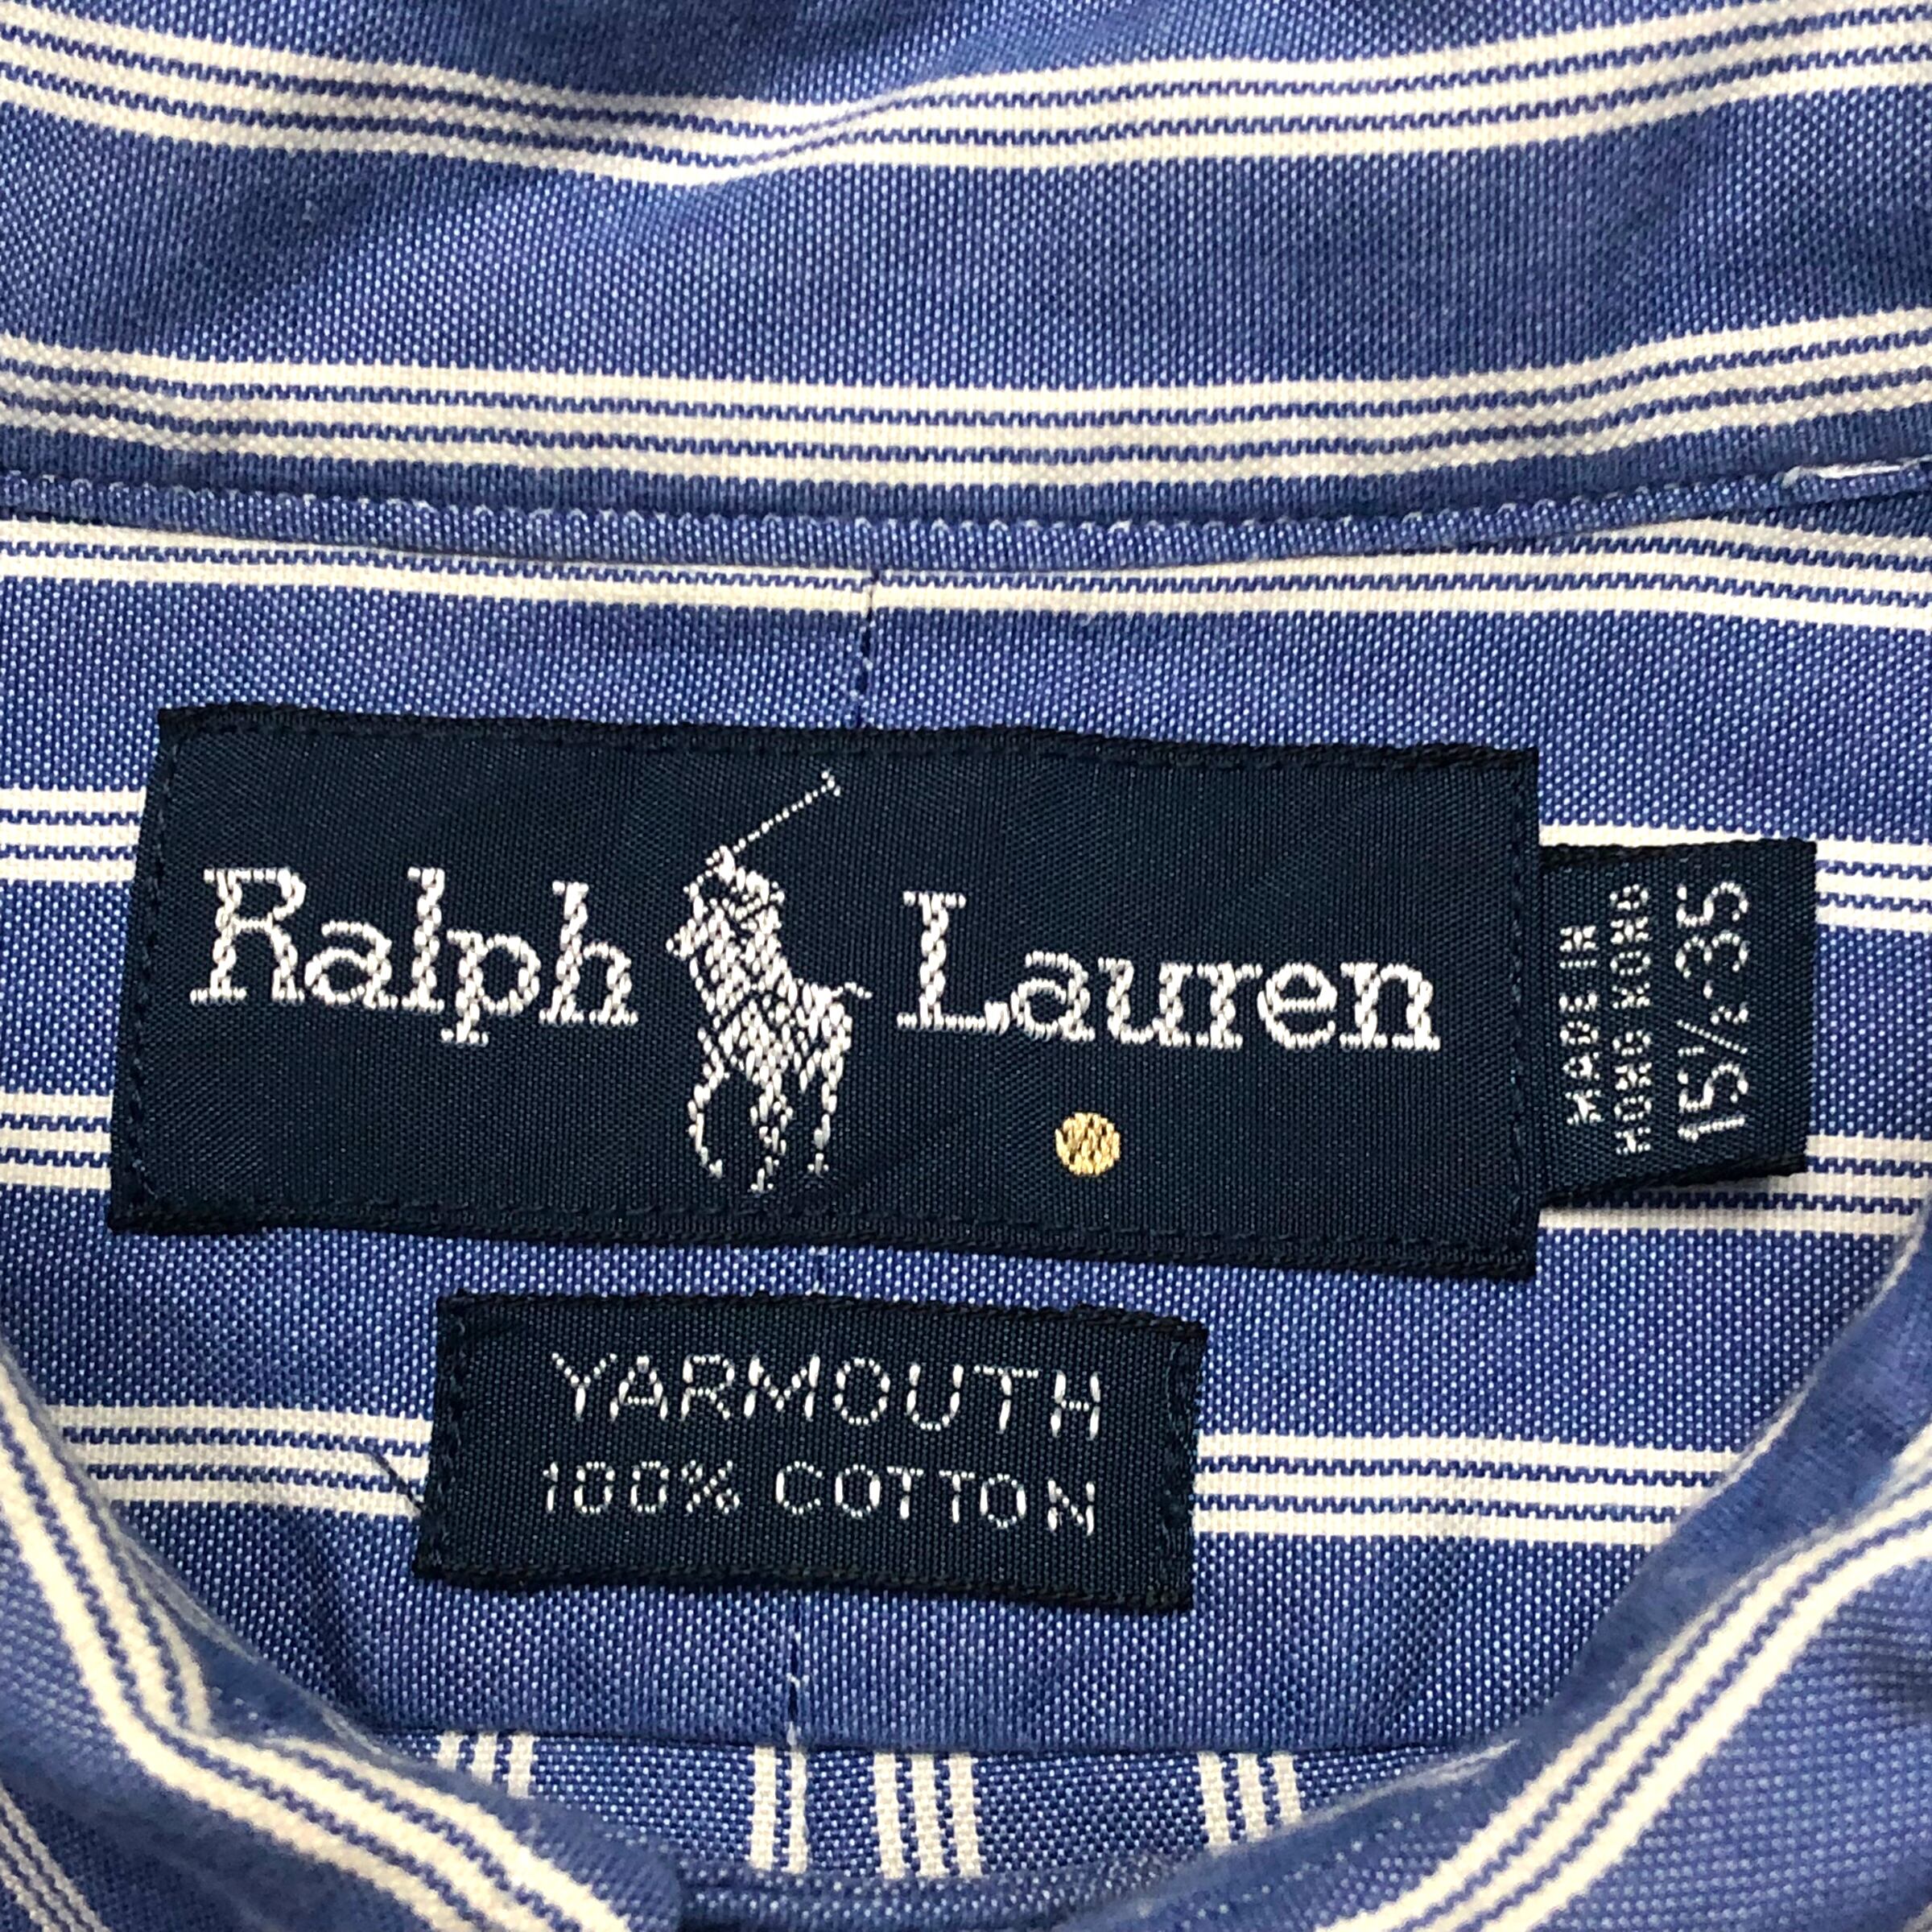 Ralph Lauren
MADE IN
HONG KONG
15½-35
YARMOUTH
100% COTTON